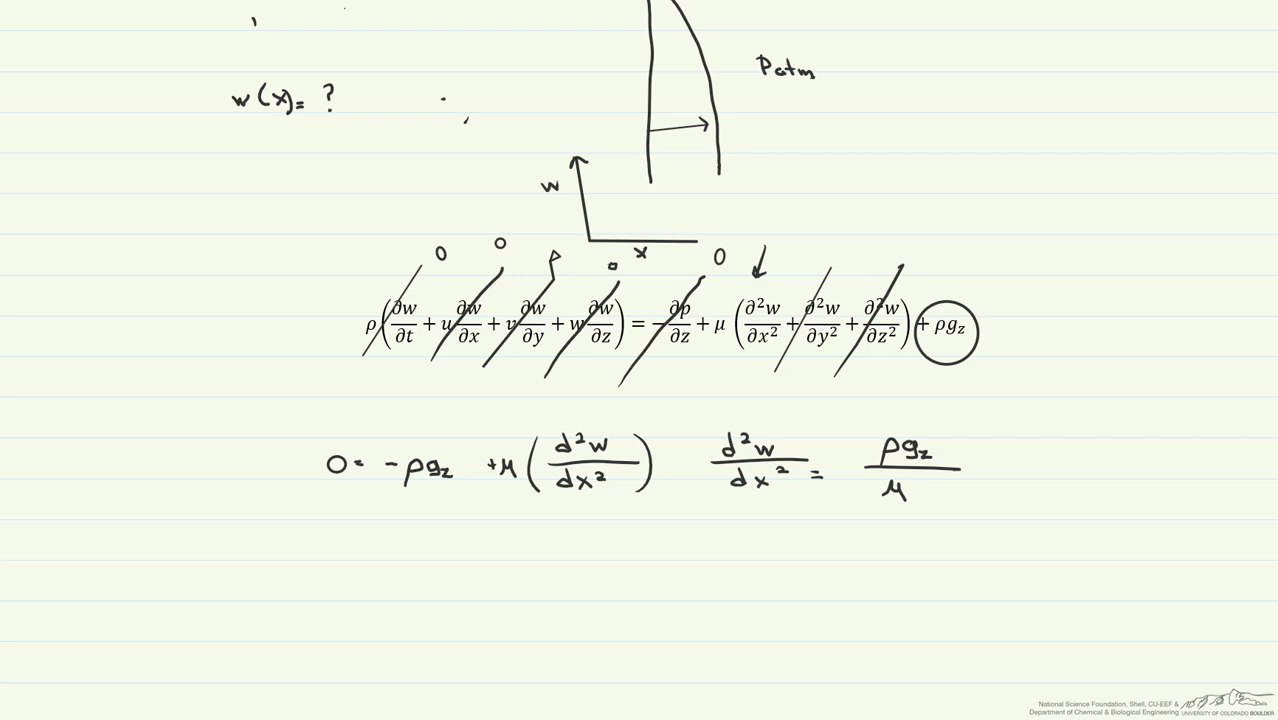 w(x)= ?
Patm
w
x
0 0 0 0 0
ρ(∂w/∂t + u ∂w/∂x + v ∂w/∂y + w ∂w/∂z) = −∂p/∂z + μ (∂²w/∂x² + ∂²w/∂y² + ∂²w/∂z²) + ρg_z
0= -ρg_z +μ(d²w/dx²) d²w/dx² = ρg_z/μ
National Science Foundation, Shell, CU-EEF &
Department of Chemical & Biological Engineering UNIVERSITY OF COLORADO BOULDER